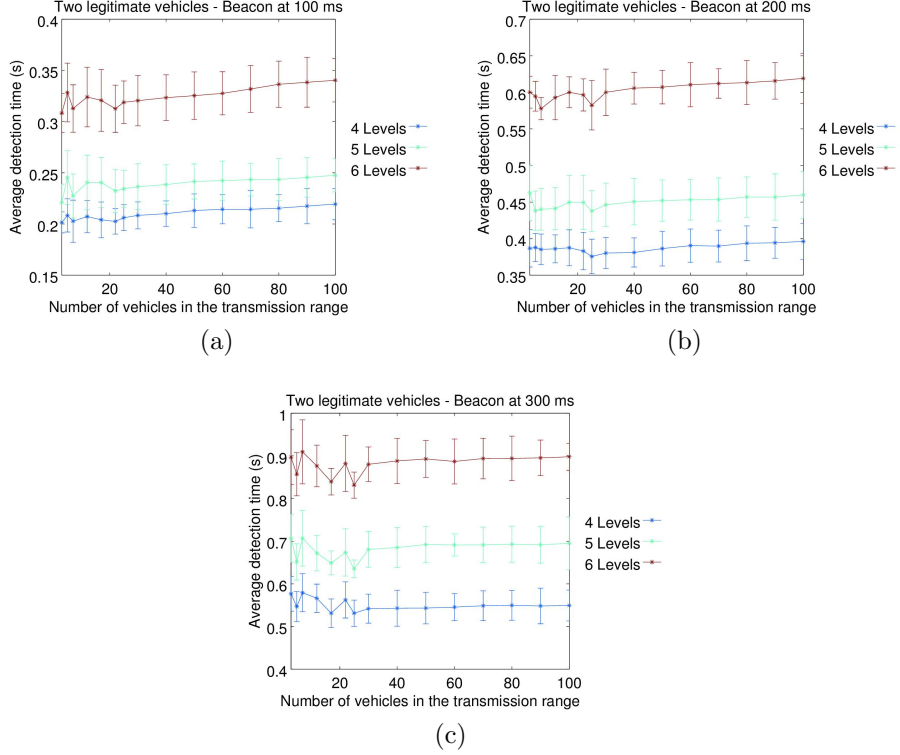 Two legitimate vehicles - Beacon at 100 ms
0.4
0.35
0.3
0.25
0.2
0.15
Average detection time (s)
20 40 60 80 100
Number of vehicles in the transmission range
4 Levels
5 Levels
6 Levels
(a)
Two legitimate vehicles - Beacon at 200 ms
0.7
0.65
0.6
0.55
0.5
0.45
0.4
0.35
Average detection time (s)
20 40 60 80 100
Number of vehicles in the transmission range
4 Levels
5 Levels
6 Levels
(b)
Two legitimate vehicles - Beacon at 300 ms
1
0.9
0.8
0.7
0.6
0.5
0.4
Average detection time (s)
20 40 60 80 100
Number of vehicles in the transmission range
4 Levels
5 Levels
6 Levels
(c)